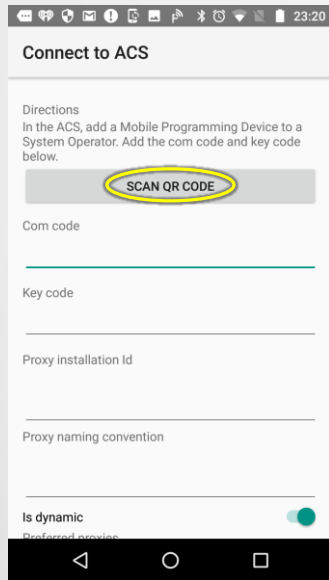 23:20
Connect to ACS
Directions
In the ACS, add a Mobile Programming Device to a
System Operator. Add the com code and key code
below.
SCAN QR CODE
Com code
Key code
Proxy installation Id
Proxy naming convention
Is dynamic
Preferred proxies